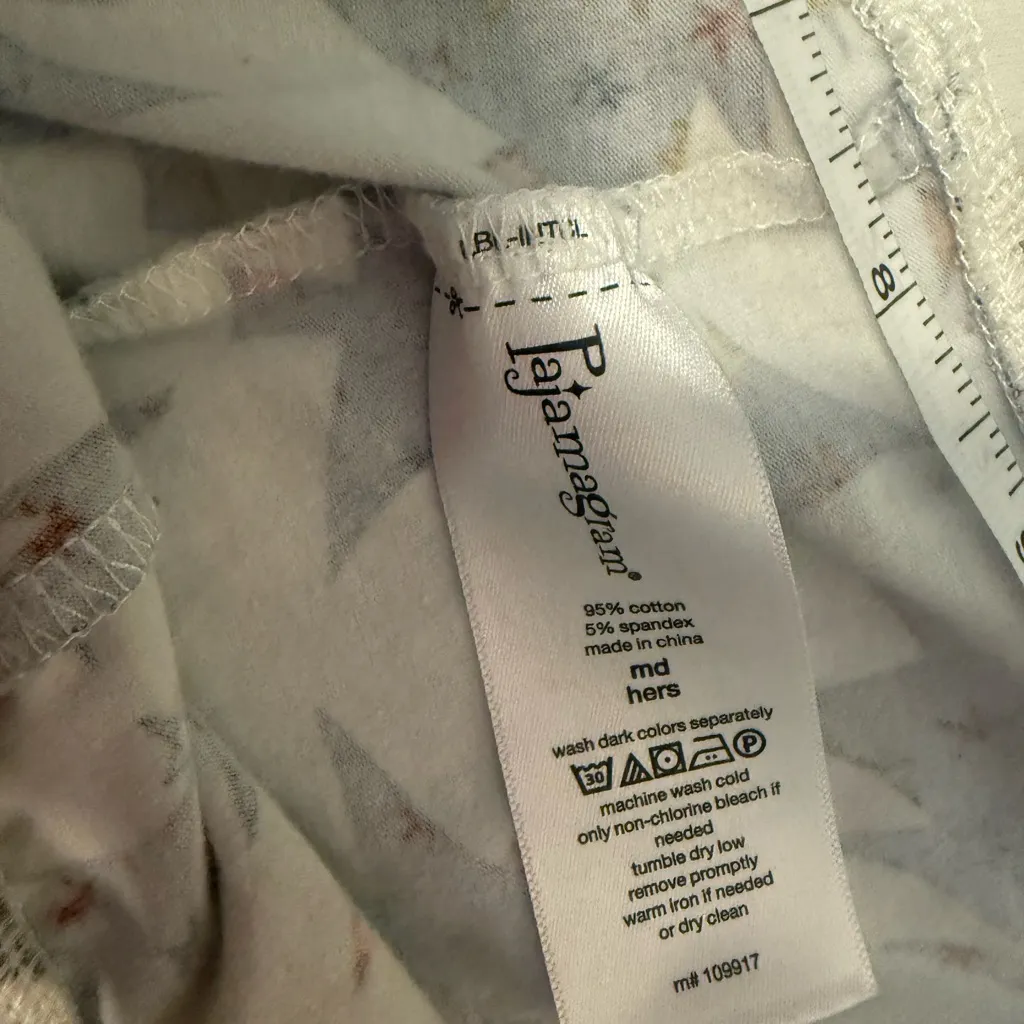 Pajamagram®
95% cotton
5% spandex
made in china
md
hers
wash dark colors separately
30 P
machine wash cold
only non-chlorine bleach if
needed
tumble dry low
remove promptly
warm iron if needed
or dry clean
m# 109917
8